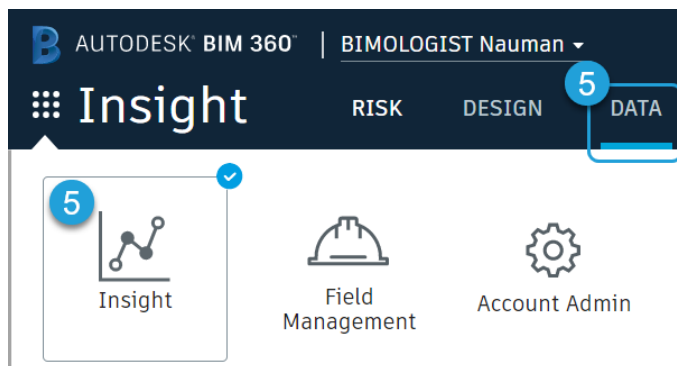 AUTODESK® BIM 360™ | BIMOLOGIST Nauman
Insight RISK DESIGN 5 DATA
5
Insight
Field
Management
Account Admin